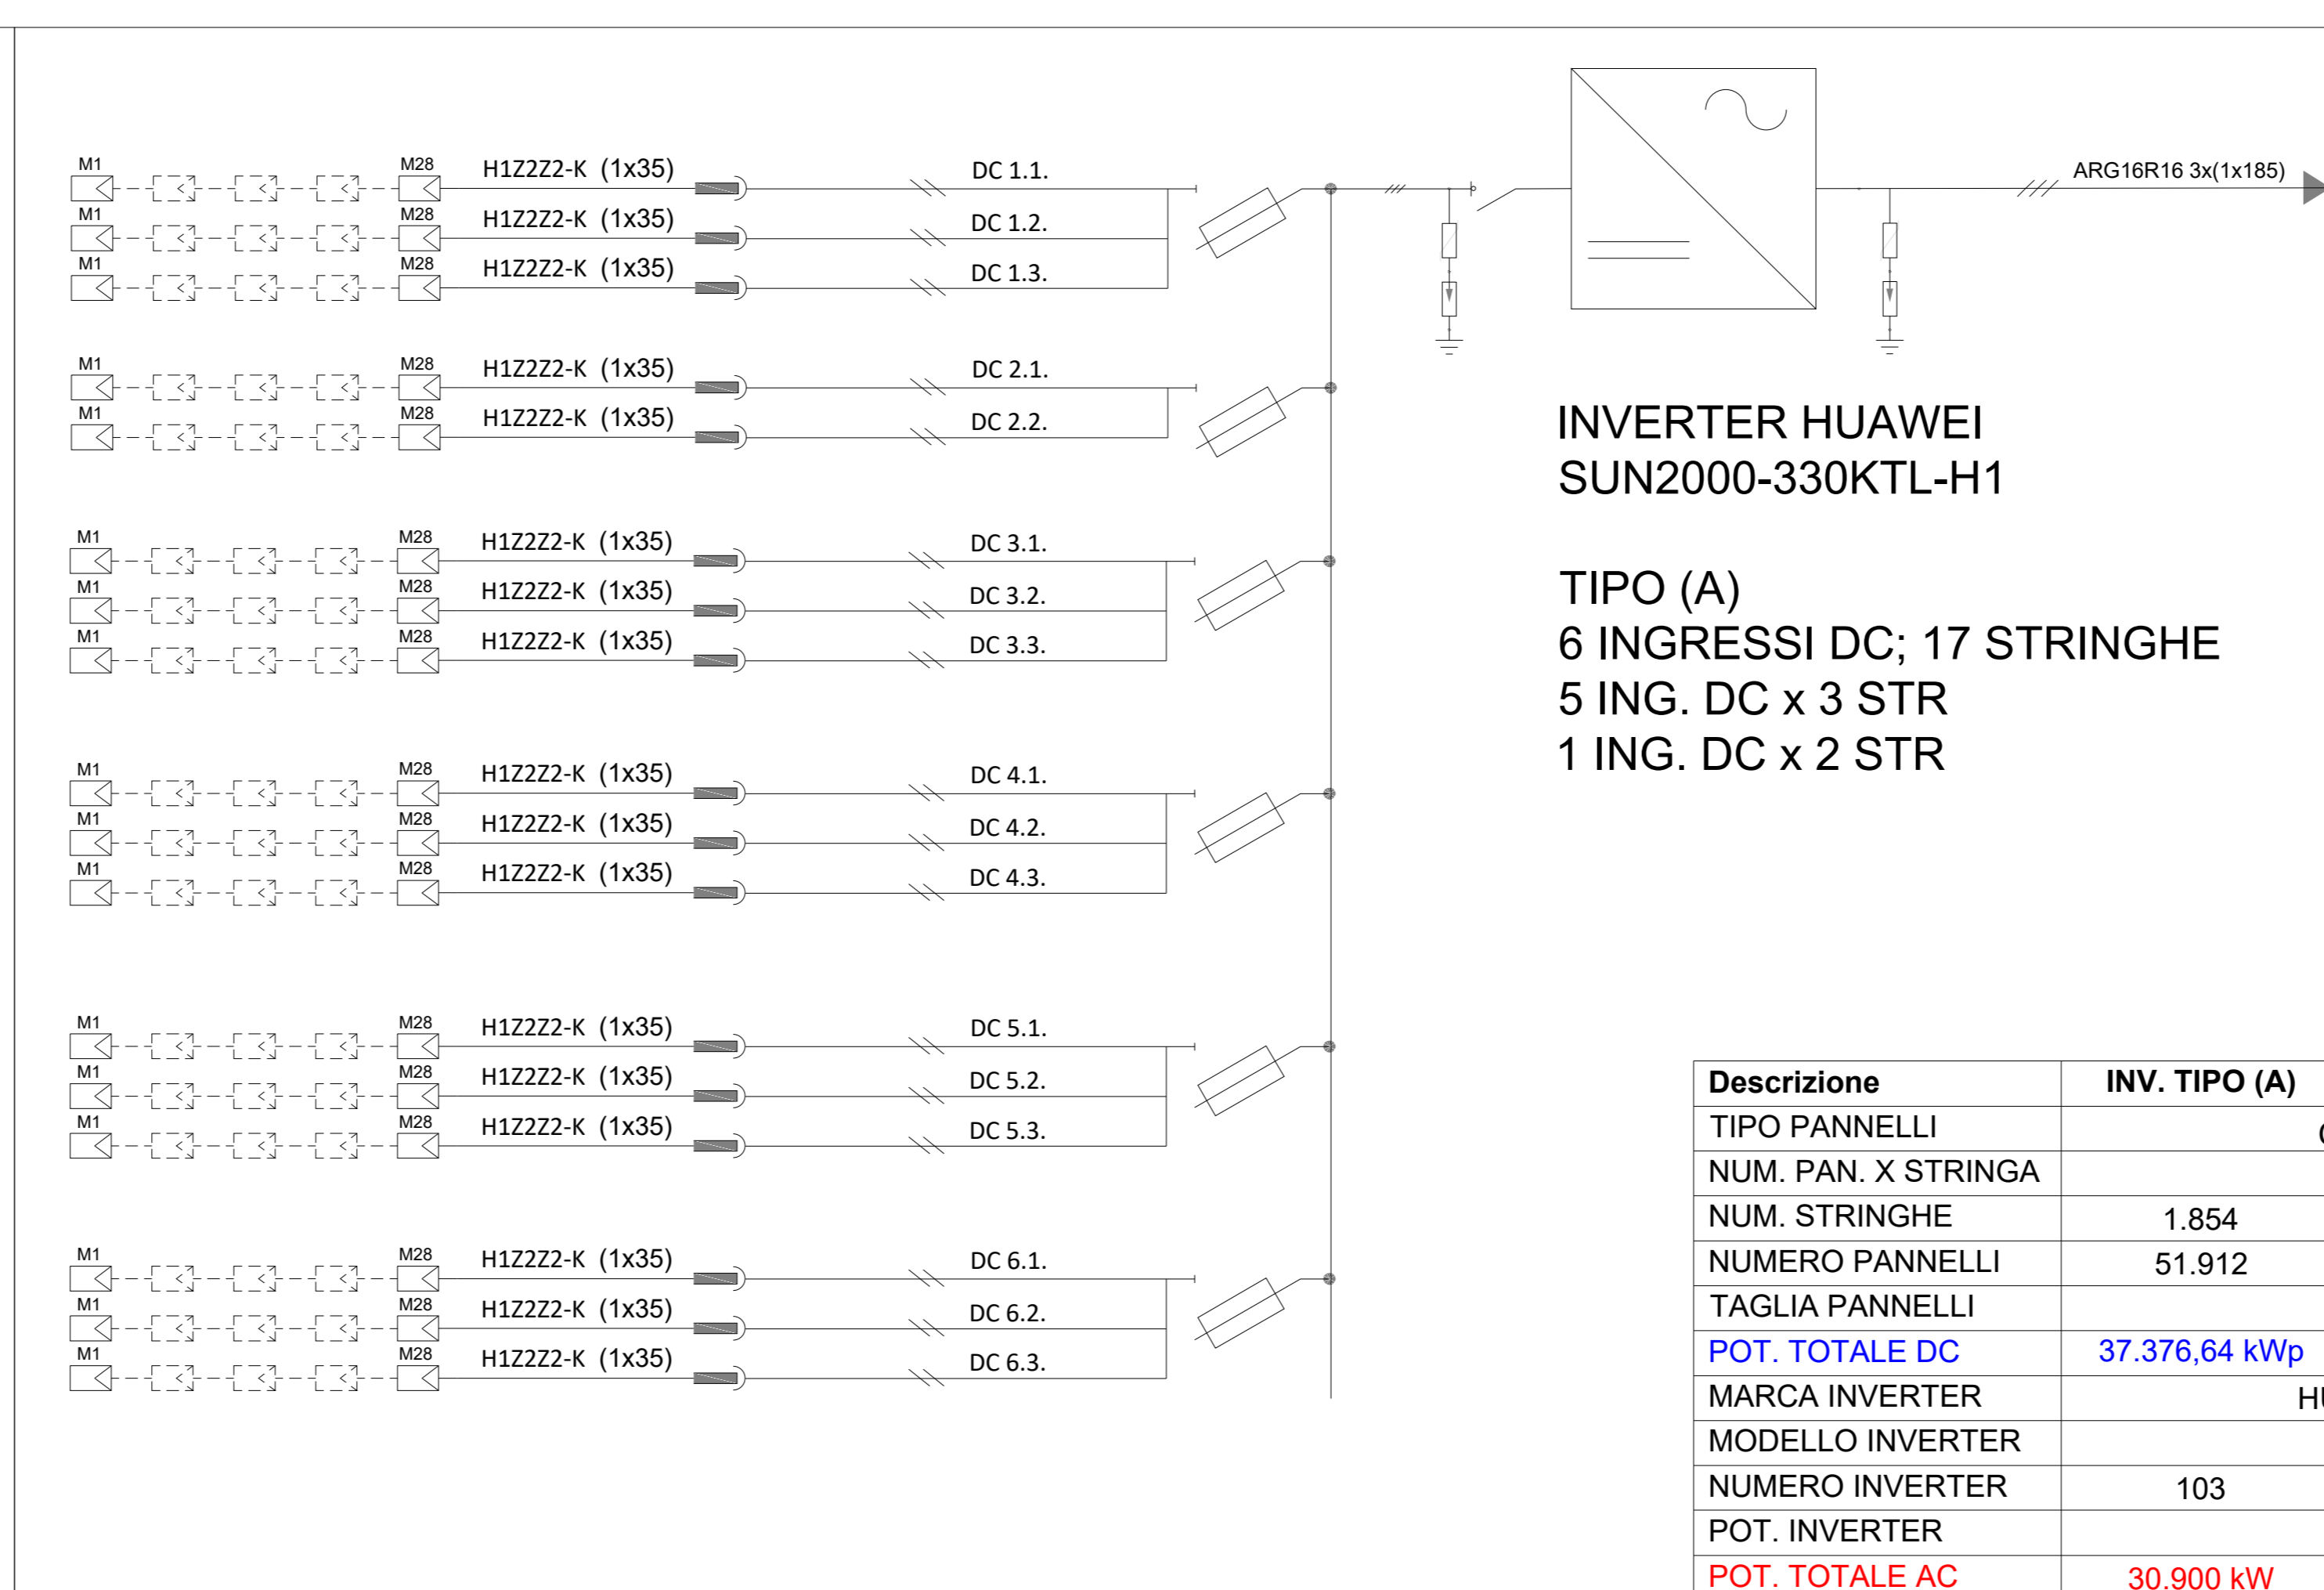 M1 M28 H1Z2Z2-K (1x35) DC 1.1. ARG16R16 3x(1x185)
M1 M28 H1Z2Z2-K (1x35) DC 1.2.
M1 M28 H1Z2Z2-K (1x35) DC 1.3.
M1 M28 H1Z2Z2-K (1x35) DC 2.1.
M1 M28 H1Z2Z2-K (1x35) DC 2.2.
INVERTER HUAWEI
SUN2000-330KTL-H1
M1 M28 H1Z2Z2-K (1x35) DC 3.1.
M1 M28 H1Z2Z2-K (1x35) DC 3.2.
M1 M28 H1Z2Z2-K (1x35) DC 3.3.
TIPO (A)
6 INGRESSI DC; 17 STRINGHE
5 ING. DC x 3 STR
1 ING. DC x 2 STR
M1 M28 H1Z2Z2-K (1x35) DC 4.1.
M1 M28 H1Z2Z2-K (1x35) DC 4.2.
M1 M28 H1Z2Z2-K (1x35) DC 4.3.
M1 M28 H1Z2Z2-K (1x35) DC 5.1.
M1 M28 H1Z2Z2-K (1x35) DC 5.2.
M1 M28 H1Z2Z2-K (1x35) DC 5.3.
M1 M28 H1Z2Z2-K (1x35) DC 6.1.
M1 M28 H1Z2Z2-K (1x35) DC 6.2.
M1 M28 H1Z2Z2-K (1x35) DC 6.3.
Descrizione INV. TIPO (A)
TIPO PANNELLI
NUM. PAN. X STRINGA
NUM. STRINGHE 1.854
NUMERO PANNELLI 51.912
TAGLIA PANNELLI
POT. TOTALE DC 37.376,64 kWp
MARCA INVERTER
MODELLO INVERTER
NUMERO INVERTER 103
POT. INVERTER
POT. TOTALE AC 30.900 kW